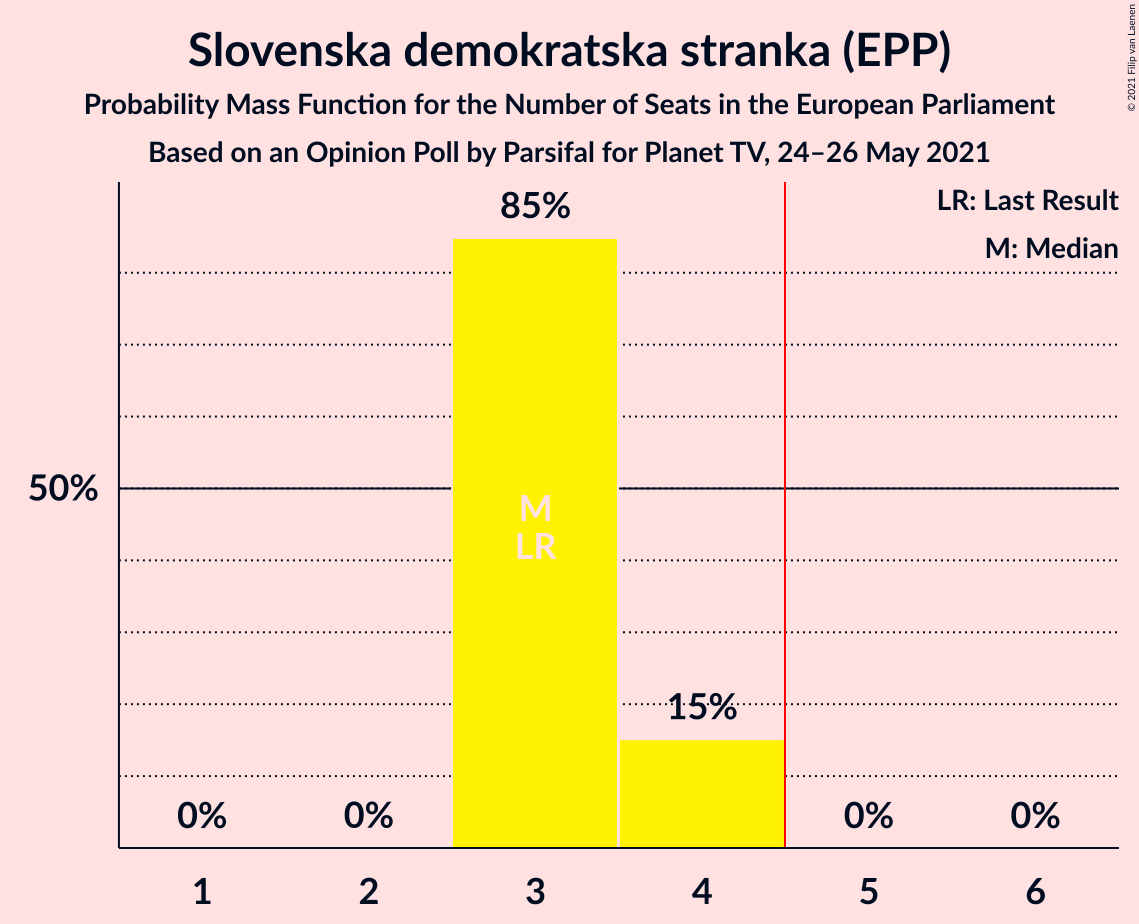 Slovenska demokratska stranka (EPP)
Probability Mass Function for the Number of Seats in the European Parliament
Based on an Opinion Poll by Parsifal for Planet TV, 24–26 May 2021
© 2021 Filip van Laenen
LR: Last Result
M: Median
85%
50%
M
LR
15%
0%
0%
0%
0%
1 2 3 4 5 6